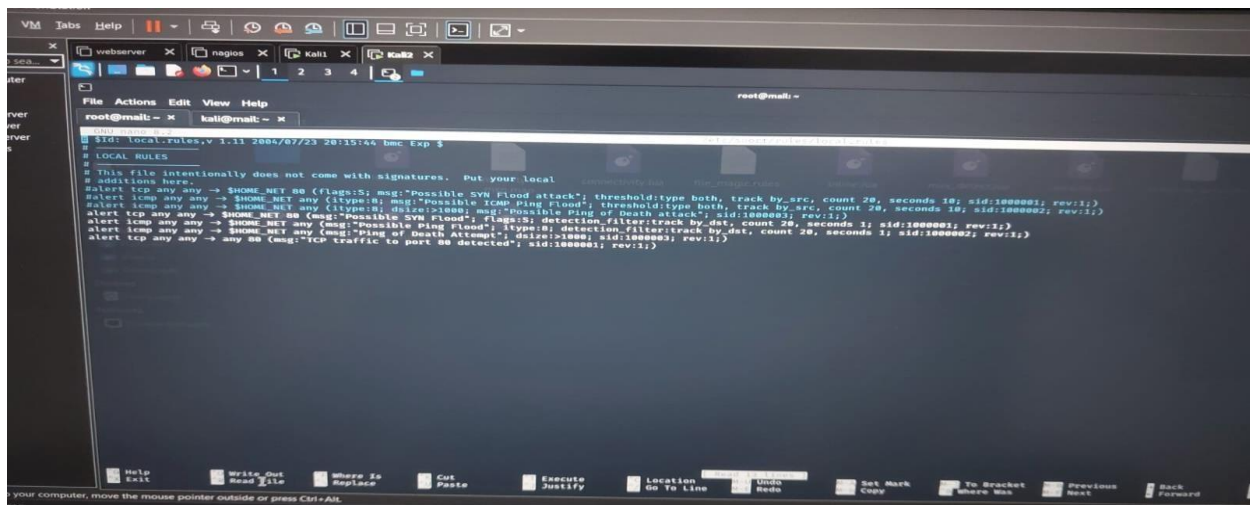 VM Tabs Help
webserver × nagios × Kali1 × Kali2 ×
1 2 3 4
root@mail: ~
File Actions Edit View Help
root@mail: ~ × kali@mail: ~ ×
GNU nano 8.2 /etc/snort/rules/local.rules
# $Id: local.rules,v 1.11 2004/07/23 20:15:44 bmc Exp $
# LOCAL RULES
# This file intentionally does not come with signatures. Put your local
# additions here.
#alert tcp any any → $HOME_NET 80 (flags:S; msg:"Possible SYN Flood attack"; threshold:type both, track by_src, count 20, seconds 10; sid:1000001; rev:1;)
#alert icmp any any → $HOME_NET any (itype:8; msg:"Possible ICMP Ping Flood"; threshold:type both, track by_src, count 20, seconds 10; sid:1000002; rev:1;)
#alert icmp any any → $HOME_NET any (itype:8; dsize:>1000; msg:"Possible Ping of Death attack"; sid:1000003; rev:1;)
alert tcp any any → $HOME_NET 80 (msg:"Possible SYN Flood"; flags:S; detection_filter:track by_dst, count 20, seconds 1; sid:1000001; rev:1;)
alert icmp any any → $HOME_NET any (msg:"Possible Ping Flood"; itype:8; detection_filter:track by_dst, count 20, seconds 1; sid:1000002; rev:1;)
alert icmp any any → $HOME_NET any (msg:"Ping of Death Attempt"; dsize:>1000; sid:1000003; rev:1;)
alert tcp any any → any 80 (msg:"TCP traffic to port 80 detected"; sid:1000001; rev:1;)
[ Read 13 lines ]
Help Write Out Where Is Cut Execute Location Undo Set Mark To Bracket Previous Back
Exit Read File Replace Paste Justify Go To Line Redo Copy Where Was Next Forward
your computer, move the mouse pointer outside or press Ctrl+Alt.